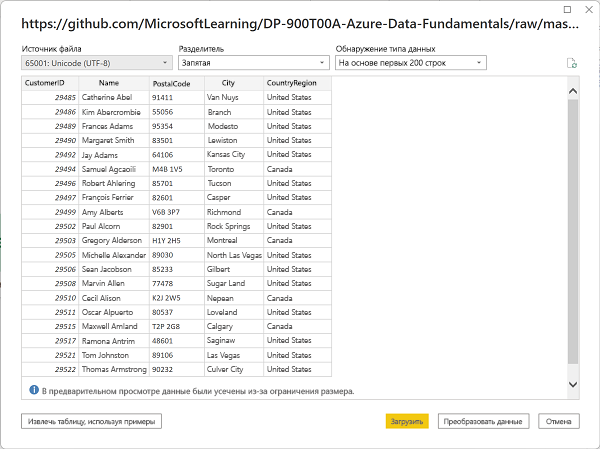 https://github.com/MicrosoftLearning/DP-900T00A-Azure-Data-Fundamentals/raw/mas...
Источник файла Разделитель Обнаружение типа данных
65001: Unicode (UTF-8) Запятая На основе первых 200 строк
CustomerID Name PostalCode City CountryRegion
29485 Catherine Abel 91411 Van Nuys United States
29486 Kim Abercrombie 55056 Branch United States
29489 Frances Adams 95354 Modesto United States
29490 Margaret Smith 83501 Lewiston United States
29492 Jay Adams 64106 Kansas City United States
29494 Samuel Agcaoili M4B 1V5 Toronto Canada
29496 Robert Ahlering 85701 Tucson United States
29497 François Ferrier 82601 Casper United States
29499 Amy Alberts V6B 3P7 Richmond Canada
29502 Paul Alcorn 82901 Rock Springs United States
29503 Gregory Alderson H1Y 2H5 Montreal Canada
29505 Michelle Alexander 89030 North Las Vegas United States
29506 Sean Jacobson 85233 Gilbert United States
29508 Marvin Allen 77478 Sugar Land United States
29510 Cecil Alison K2J 2W5 Nepean Canada
29511 Oscar Alpuerto 80537 Loveland United States
29515 Maxwell Amland T2P 2G8 Calgary Canada
29517 Ramona Antrim 48601 Saginaw United States
29521 Tom Johnston 89106 Las Vegas United States
29522 Thomas Armstrong 90232 Culver City United States
В предварительном просмотре данные были усечены из-за ограничения размера.
Извлечь таблицу, используя примеры Загрузить Преобразовать данные Отмена